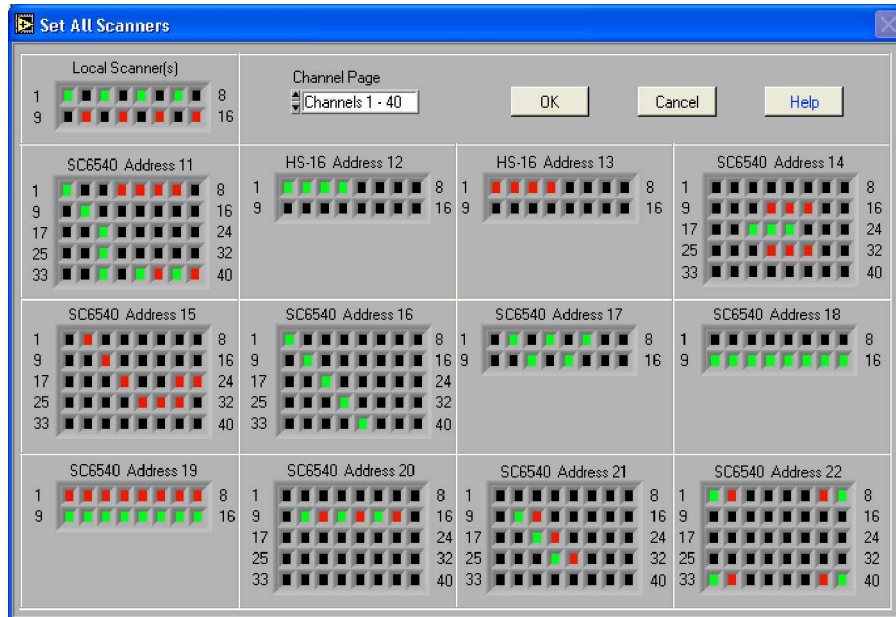 Set All Scanners
Local Scanner(s)
1 8
9 16
Channel Page
Channels 1 - 40
OK
Cancel
Help
SC6540 Address 11
1 8
9 16
17 24
25 32
33 40
HS-16 Address 12
1 8
9 16
HS-16 Address 13
1 8
9 16
SC6540 Address 14
1 8
9 16
17 24
25 32
33 40
SC6540 Address 15
1 8
9 16
17 24
25 32
33 40
SC6540 Address 16
1 8
9 16
17 24
25 32
33 40
SC6540 Address 17
1 8
9 16
SC6540 Address 18
1 8
9 16
SC6540 Address 19
1 8
9 16
SC6540 Address 20
1 8
9 16
17 24
25 32
33 40
SC6540 Address 21
1 8
9 16
17 24
25 32
33 40
SC6540 Address 22
1 8
9 16
17 24
25 32
33 40